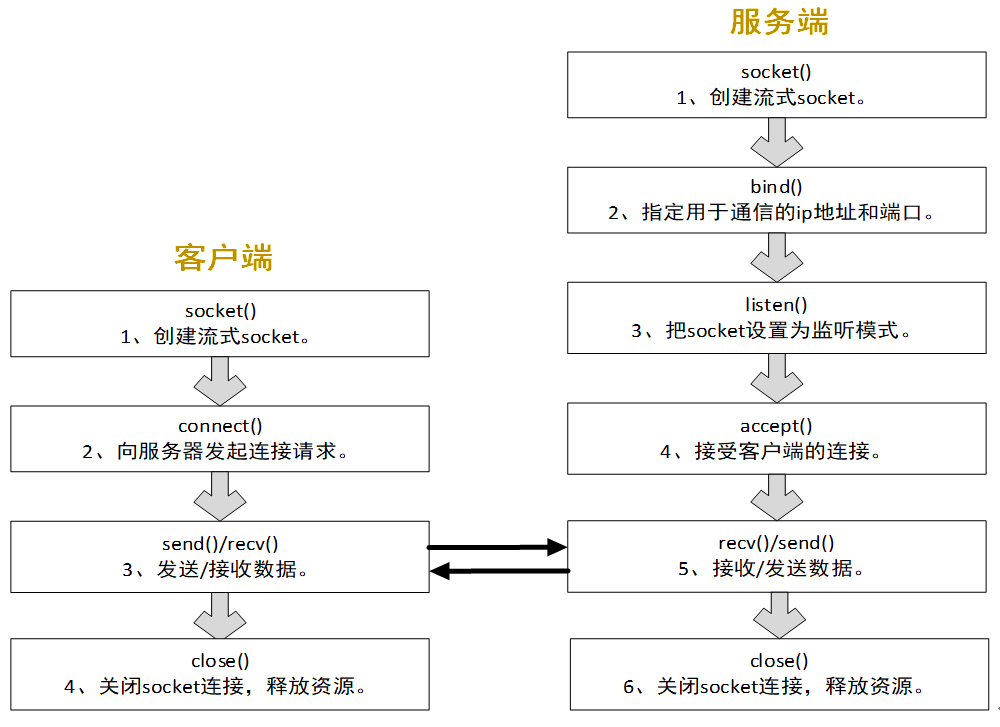 服务端
socket()
1、创建流式socket。
bind()
2、指定用于通信的ip地址和端口。
listen()
3、把socket设置为监听模式。
accept()
4、接受客户端的连接。
recv()/send()
5、接收/发送数据。
close()
6、关闭socket连接，释放资源。
客户端
socket()
1、创建流式socket。
connect()
2、向服务器发起连接请求。
send()/recv()
3、发送/接收数据。
close()
4、关闭socket连接，释放资源。